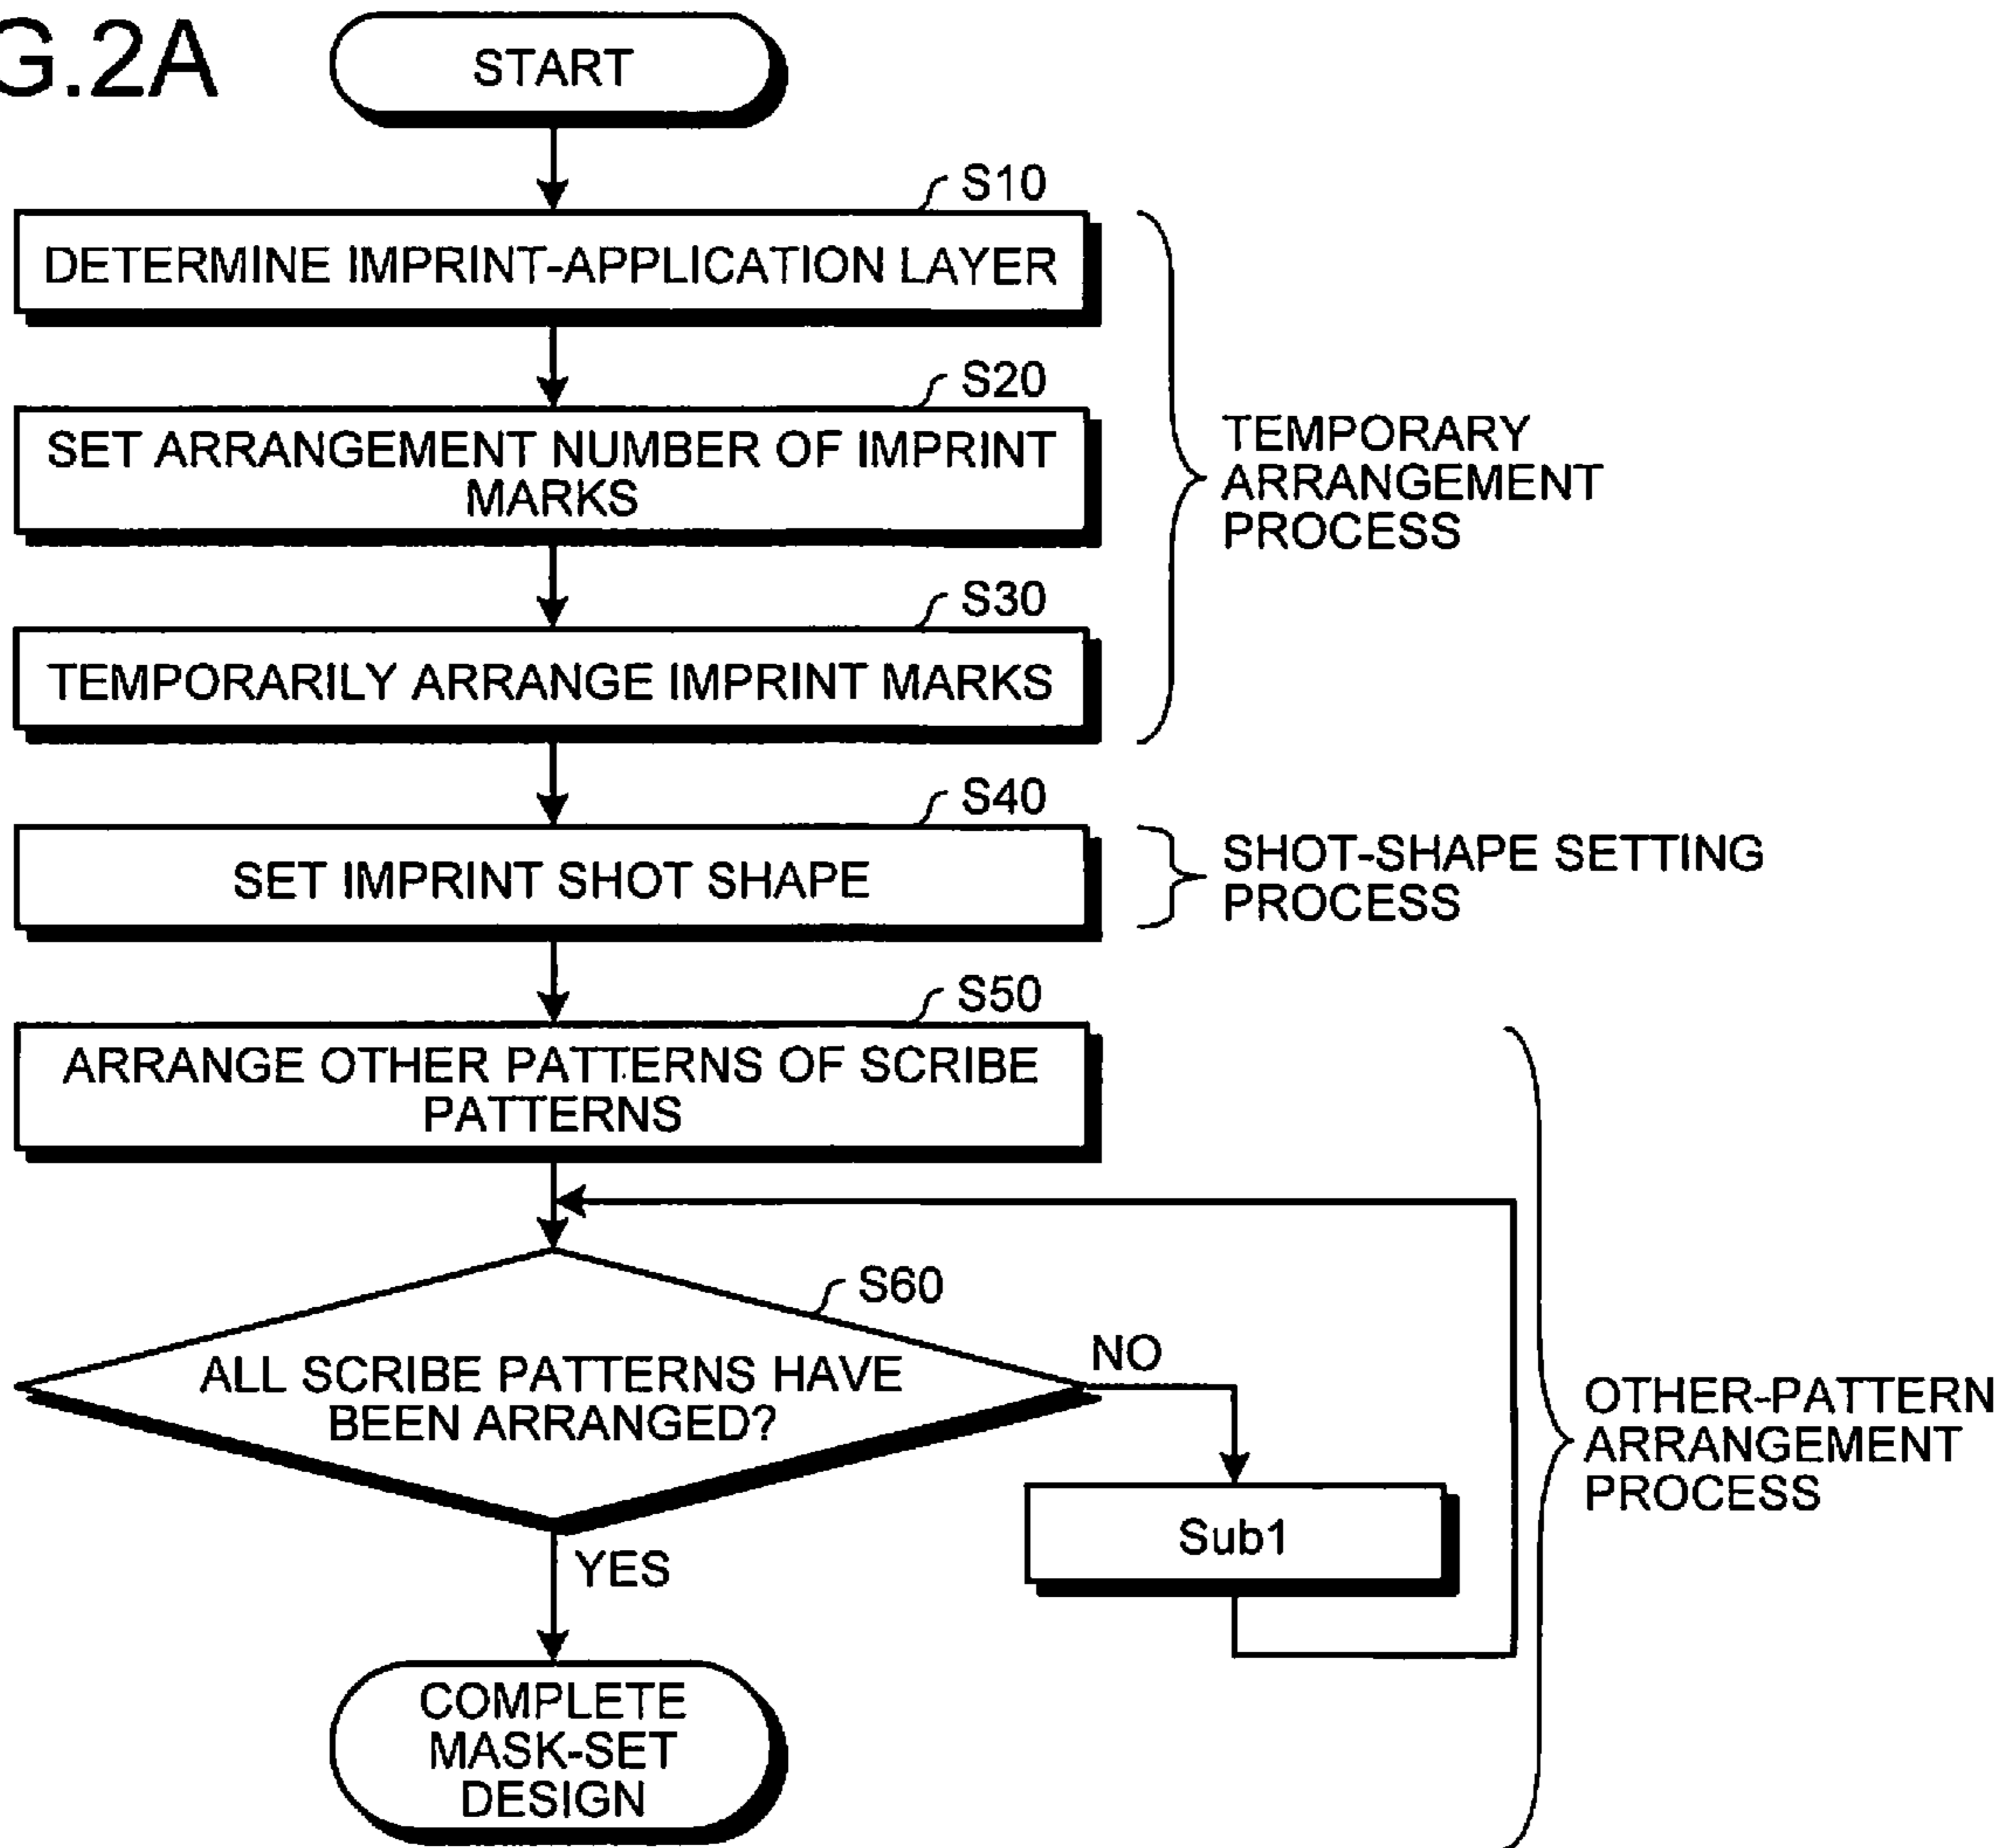 G.2A
START
S10
DETERMINE IMPRINT-APPLICATION LAYER
S20
SET ARRANGEMENT NUMBER OF IMPRINT
MARKS
TEMPORARY
ARRANGEMENT
PROCESS
S30
TEMPORARILY ARRANGE IMPRINT MARKS
S40
SET IMPRINT SHOT SHAPE
SHOT-SHAPE SETTING
PROCESS
S50
ARRANGE OTHER PATTERNS OF SCRIBE
PATTERNS
S60
ALL SCRIBE PATTERNS HAVE
BEEN ARRANGED?
NO
OTHER-PATTERN
ARRANGEMENT
PROCESS
Sub1
YES
COMPLETE
MASK-SET
DESIGN